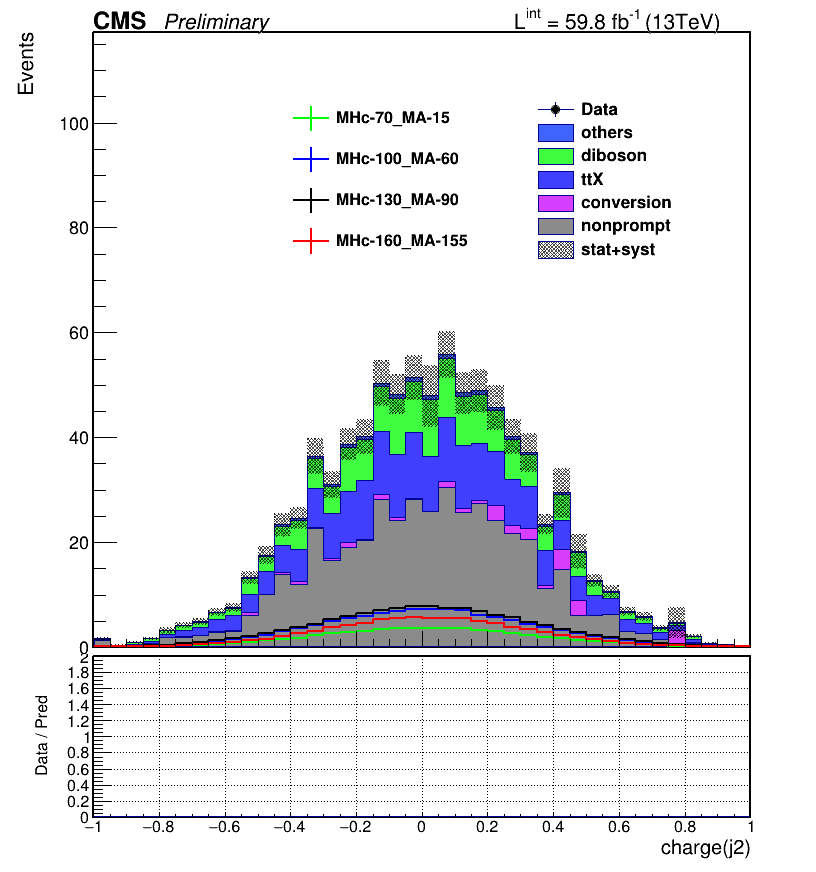 CMS Preliminary L^int = 59.8 fb^-1 (13TeV)
Events
100
80
60
40
20
0
MHc-70_MA-15
MHc-100_MA-60
MHc-130_MA-90
MHc-160_MA-155
Data
others
diboson
ttX
conversion
nonprompt
stat+syst
Data / Pred
2
1.8
1.6
1.4
1.2
1
0.8
0.6
0.4
0.2
0
−1 −0.8 −0.6 −0.4 −0.2 0 0.2 0.4 0.6 0.8 1
charge(j2)